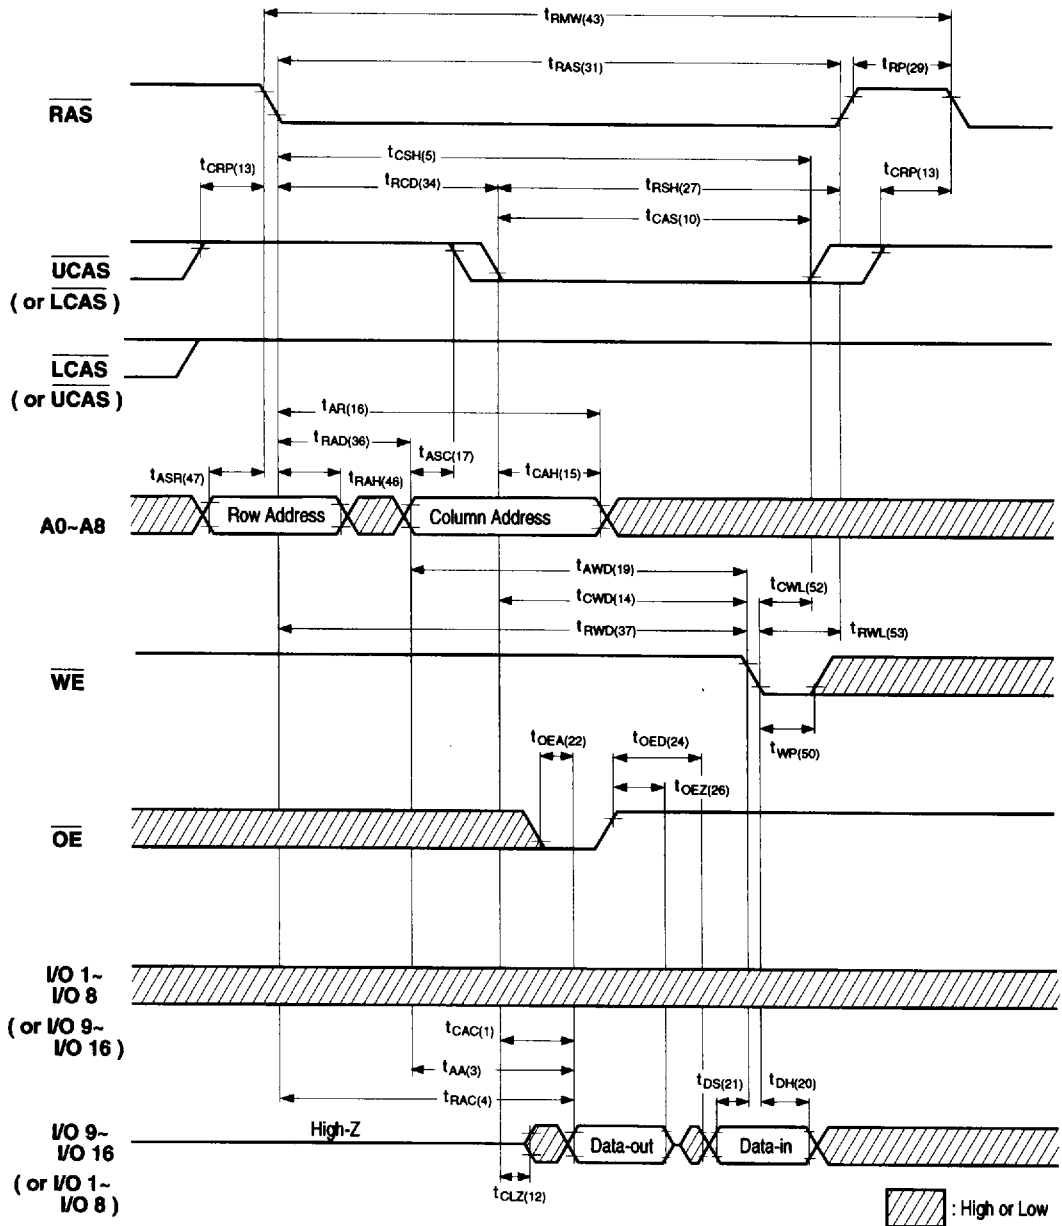 tRMW(43)
tRAS(31)
tRP(29)
RAS
tCSH(5)
tCRP(13)
tRCD(34)
tRSH(27)
tCRP(13)
tCAS(10)
UCAS
( or LCAS )
LCAS
( or UCAS )
tAR(16)
tRAD(36)
tASC(17)
tASR(47)
tRAH(46)
tCAH(15)
A0~A8
Row Address
Column Address
tAWD(19)
tCWL(52)
tCWD(14)
tRWD(37)
tRWL(53)
WE
tOEA(22)
tOED(24)
tWP(50)
tOEZ(26)
OE
I/O 1~
I/O 8
( or I/O 9~
I/O 16 )
tCAC(1)
tAA(3)
tRAC(4)
tDS(21)
tDH(20)
I/O 9~
I/O 16
High-Z
Data-out
Data-in
( or I/O 1~
I/O 8 )
tCLZ(12)
: High or Low